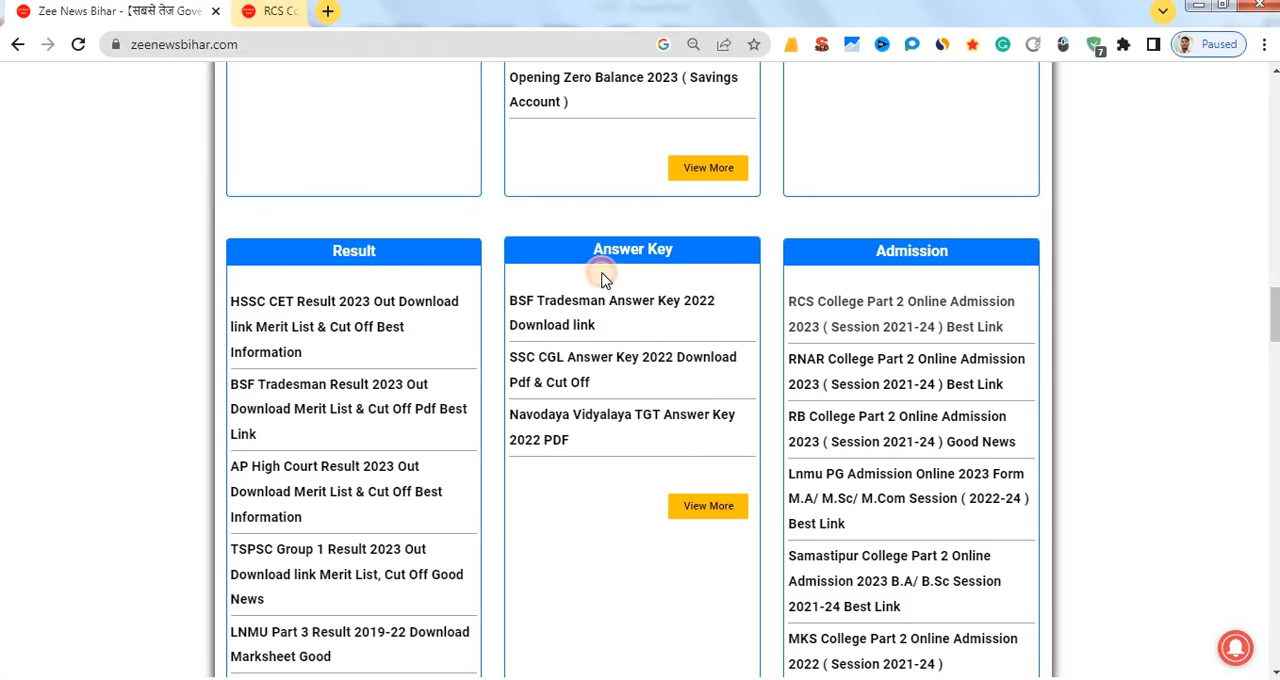 Zee News Bihar - 【सबसे तेज Gove
RCS Cc
zeenewsbihar.com
Paused
7
Opening Zero Balance 2023 ( Savings
Account )
View More
Result
HSSC CET Result 2023 Out Download
link Merit List & Cut Off Best
Information
BSF Tradesman Result 2023 Out
Download Merit List & Cut Off Pdf Best
Link
AP High Court Result 2023 Out
Download Merit List & Cut Off Best
Information
TSPSC Group 1 Result 2023 Out
Download link Merit List, Cut Off Good
News
LNMU Part 3 Result 2019-22 Download
Marksheet Good
Answer Key
BSF Tradesman Answer Key 2022
Download link
SSC CGL Answer Key 2022 Download
Pdf & Cut Off
Navodaya Vidyalaya TGT Answer Key
2022 PDF
View More
Admission
RCS College Part 2 Online Admission
2023 ( Session 2021-24 ) Best Link
RNAR College Part 2 Online Admission
2023 ( Session 2021-24 ) Best Link
RB College Part 2 Online Admission
2023 ( Session 2021-24 ) Good News
Lnmu PG Admission Online 2023 Form
M.A/ M.Sc/ M.Com Session ( 2022-24 )
Best Link
Samastipur College Part 2 Online
Admission 2023 B.A/ B.Sc Session
2021-24 Best Link
MKS College Part 2 Online Admission
2022 ( Session 2021-24 )